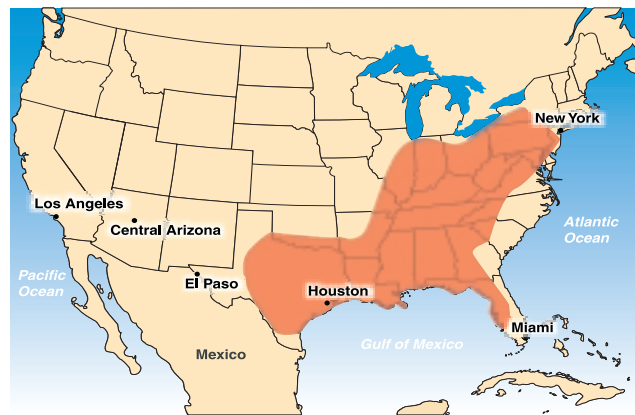 New York
Los Angeles
Central Arizona
Atlantic
Ocean
Pacific
Ocean
El Paso
Houston
Miami
Gulf of Mexico
Mexico